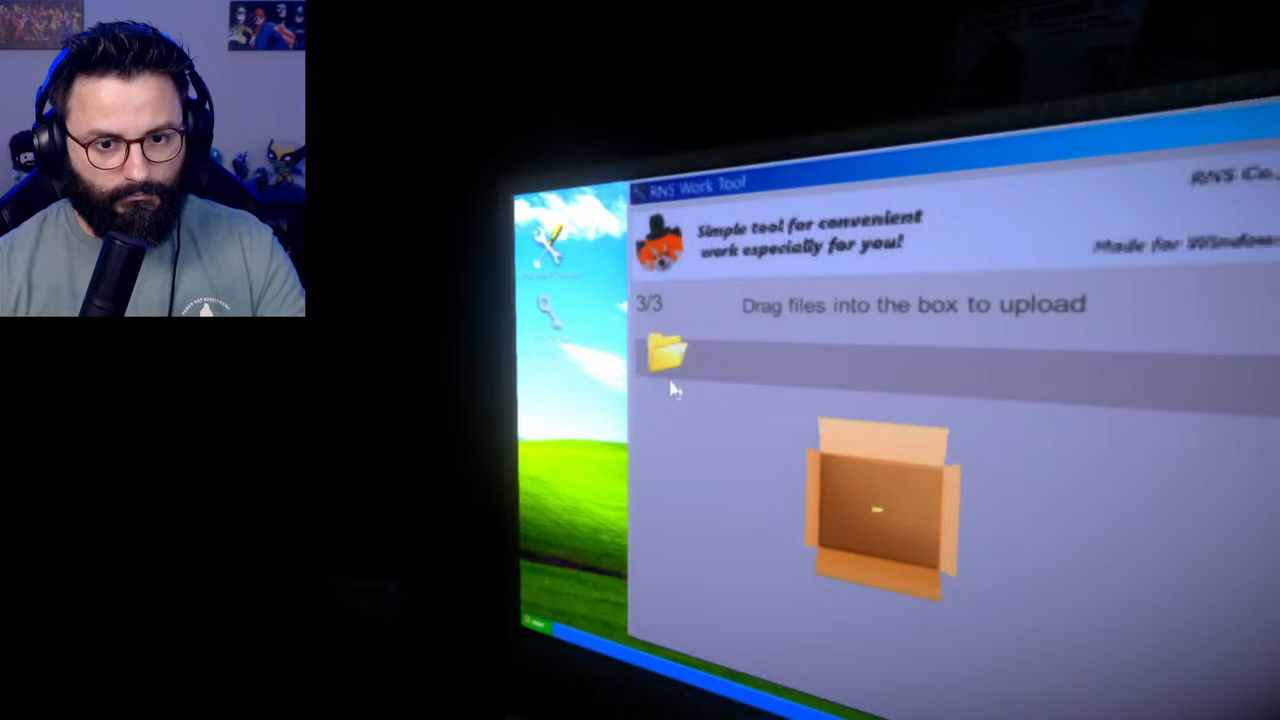 RNS Work Tool
RNS Co.
Simple tool for convenient
work especially for you!
Made for Windows
3/3
Drag files into the box to upload
start